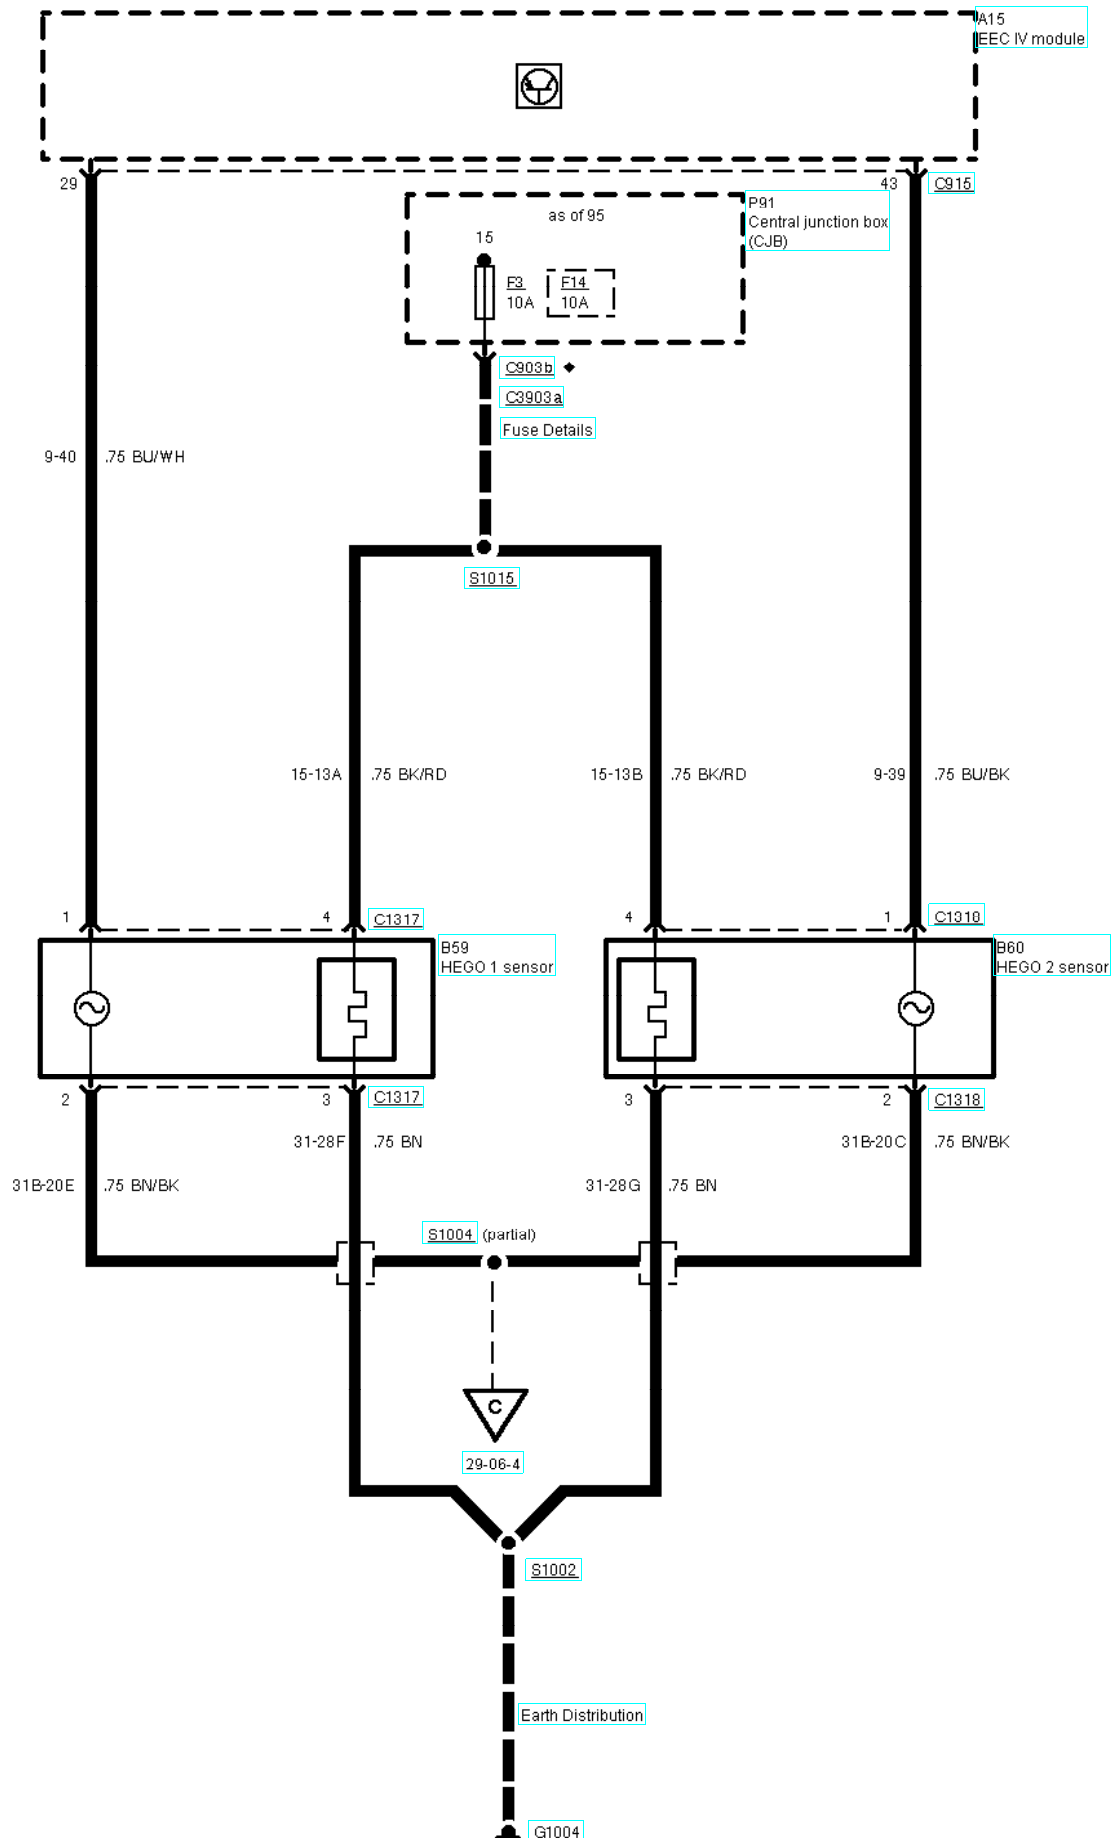 A15
EEC IV module
29
43
C915
P91
Central junction box
(CJB)
as of 95
15
F3
10A
F14
10A
C903b
C3903a
Fuse Details
9-40
.75 BU/WH
S1015
15-13A
.75 BK/RD
15-13B
.75 BK/RD
9-39
.75 BU/BK
1
4
C1317
4
1
C1318
B59
HEGO 1 sensor
B60
HEGO 2 sensor
2
3
C1317
3
2
C1318
31-28F
.75 BN
31B-20C
.75 BN/BK
31B-20E
.75 BN/BK
31-28G
.75 BN
S1004 (partial)
C
29-06-4
S1002
Earth Distribution
G1004